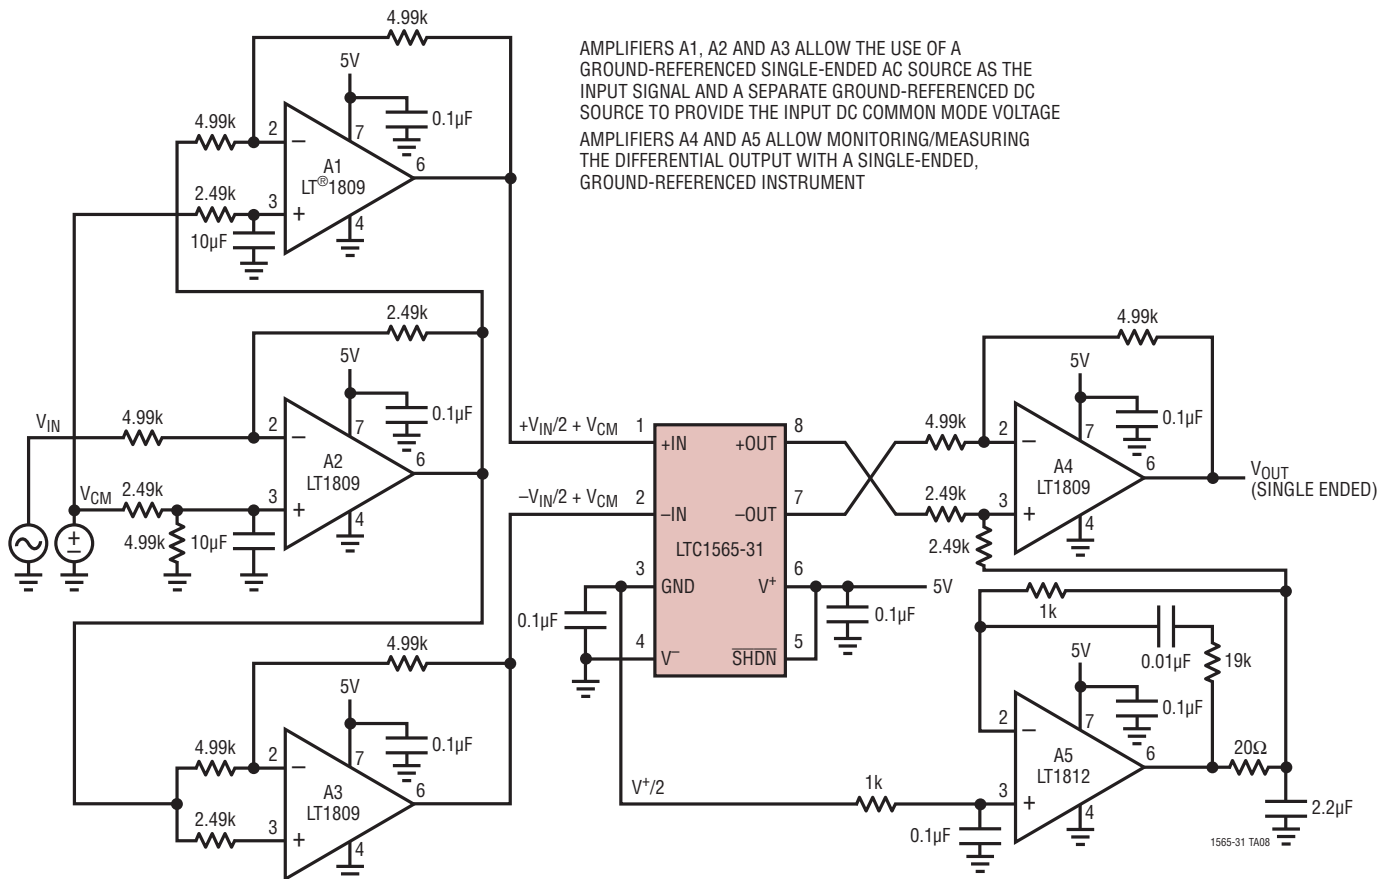 4.99k
AMPLIFIERS A1, A2 AND A3 ALLOW THE USE OF A
GROUND-REFERENCED SINGLE-ENDED AC SOURCE AS THE
INPUT SIGNAL AND A SEPARATE GROUND-REFERENCED DC
SOURCE TO PROVIDE THE INPUT DC COMMON MODE VOLTAGE
AMPLIFIERS A4 AND A5 ALLOW MONITORING/MEASURING
THE DIFFERENTIAL OUTPUT WITH A SINGLE-ENDED,
GROUND-REFERENCED INSTRUMENT
5V
0.1µF
4.99k
2
−
7
A1
LT®1809
6
2.49k
3
+
4
10µF
2.49k
5V
0.1µF
VIN
4.99k
2
−
7
A2
LT1809
6
VCM
2.49k
3
+
4
4.99k
10µF
+
−
4.99k
5V
0.1µF
4.99k
2
−
7
A3
LT1809
6
2.49k
3
+
4
+VIN/2 + VCM
1
+IN
+OUT
8
−VIN/2 + VCM
2
−IN
−OUT
7
LTC1565-31
3
GND
V+
6
5V
0.1µF
0.1µF
4
V−
SHDN
5
V+/2
4.99k
5V
0.1µF
4.99k
2
−
7
A4
LT1809
6
VOUT
(SINGLE ENDED)
2.49k
3
+
4
2.49k
1k
0.01µF
19k
5V
0.1µF
2
−
7
A5
LT1812
6
20Ω
1k
3
+
4
0.1µF
2.2µF
1565-31 TA08